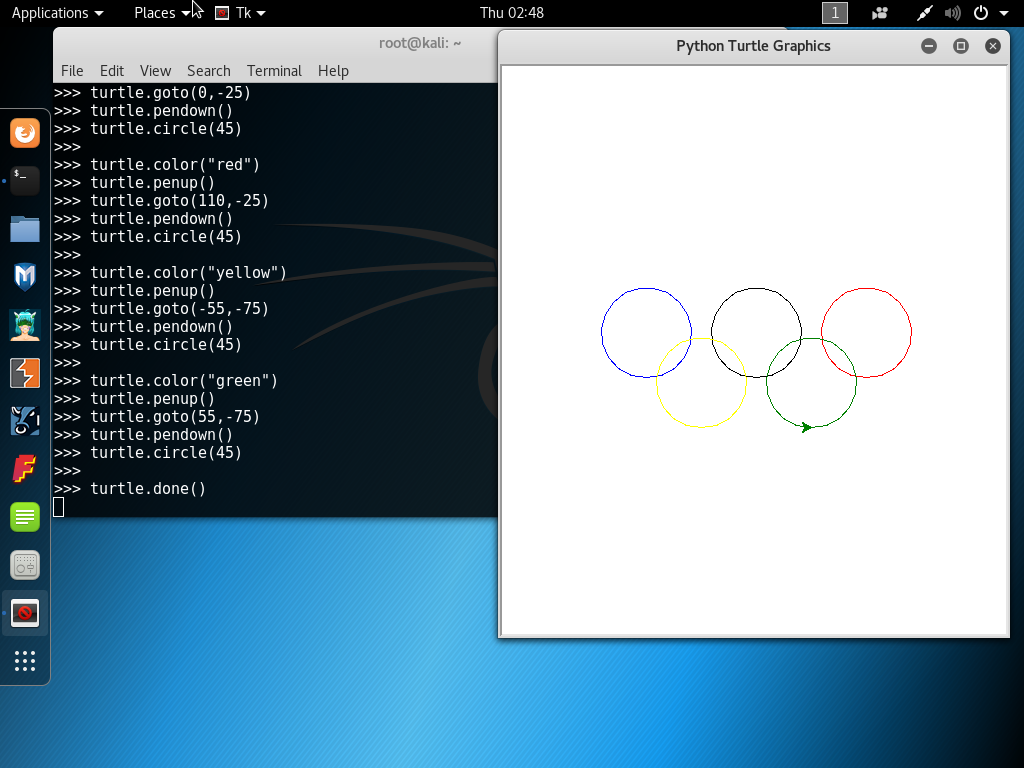 Applications Places Tk Thu 02:48 1
root@kali: ~
File Edit View Search Terminal Help
>>> turtle.goto(0,-25)
>>> turtle.pendown()
>>> turtle.circle(45)
>>>
>>> turtle.color("red")
>>> turtle.penup()
>>> turtle.goto(110,-25)
>>> turtle.pendown()
>>> turtle.circle(45)
>>>
>>> turtle.color("yellow")
>>> turtle.penup()
>>> turtle.goto(-55,-75)
>>> turtle.pendown()
>>> turtle.circle(45)
>>>
>>> turtle.color("green")
>>> turtle.penup()
>>> turtle.goto(55,-75)
>>> turtle.pendown()
>>> turtle.circle(45)
>>>
>>> turtle.done()
Python Turtle Graphics